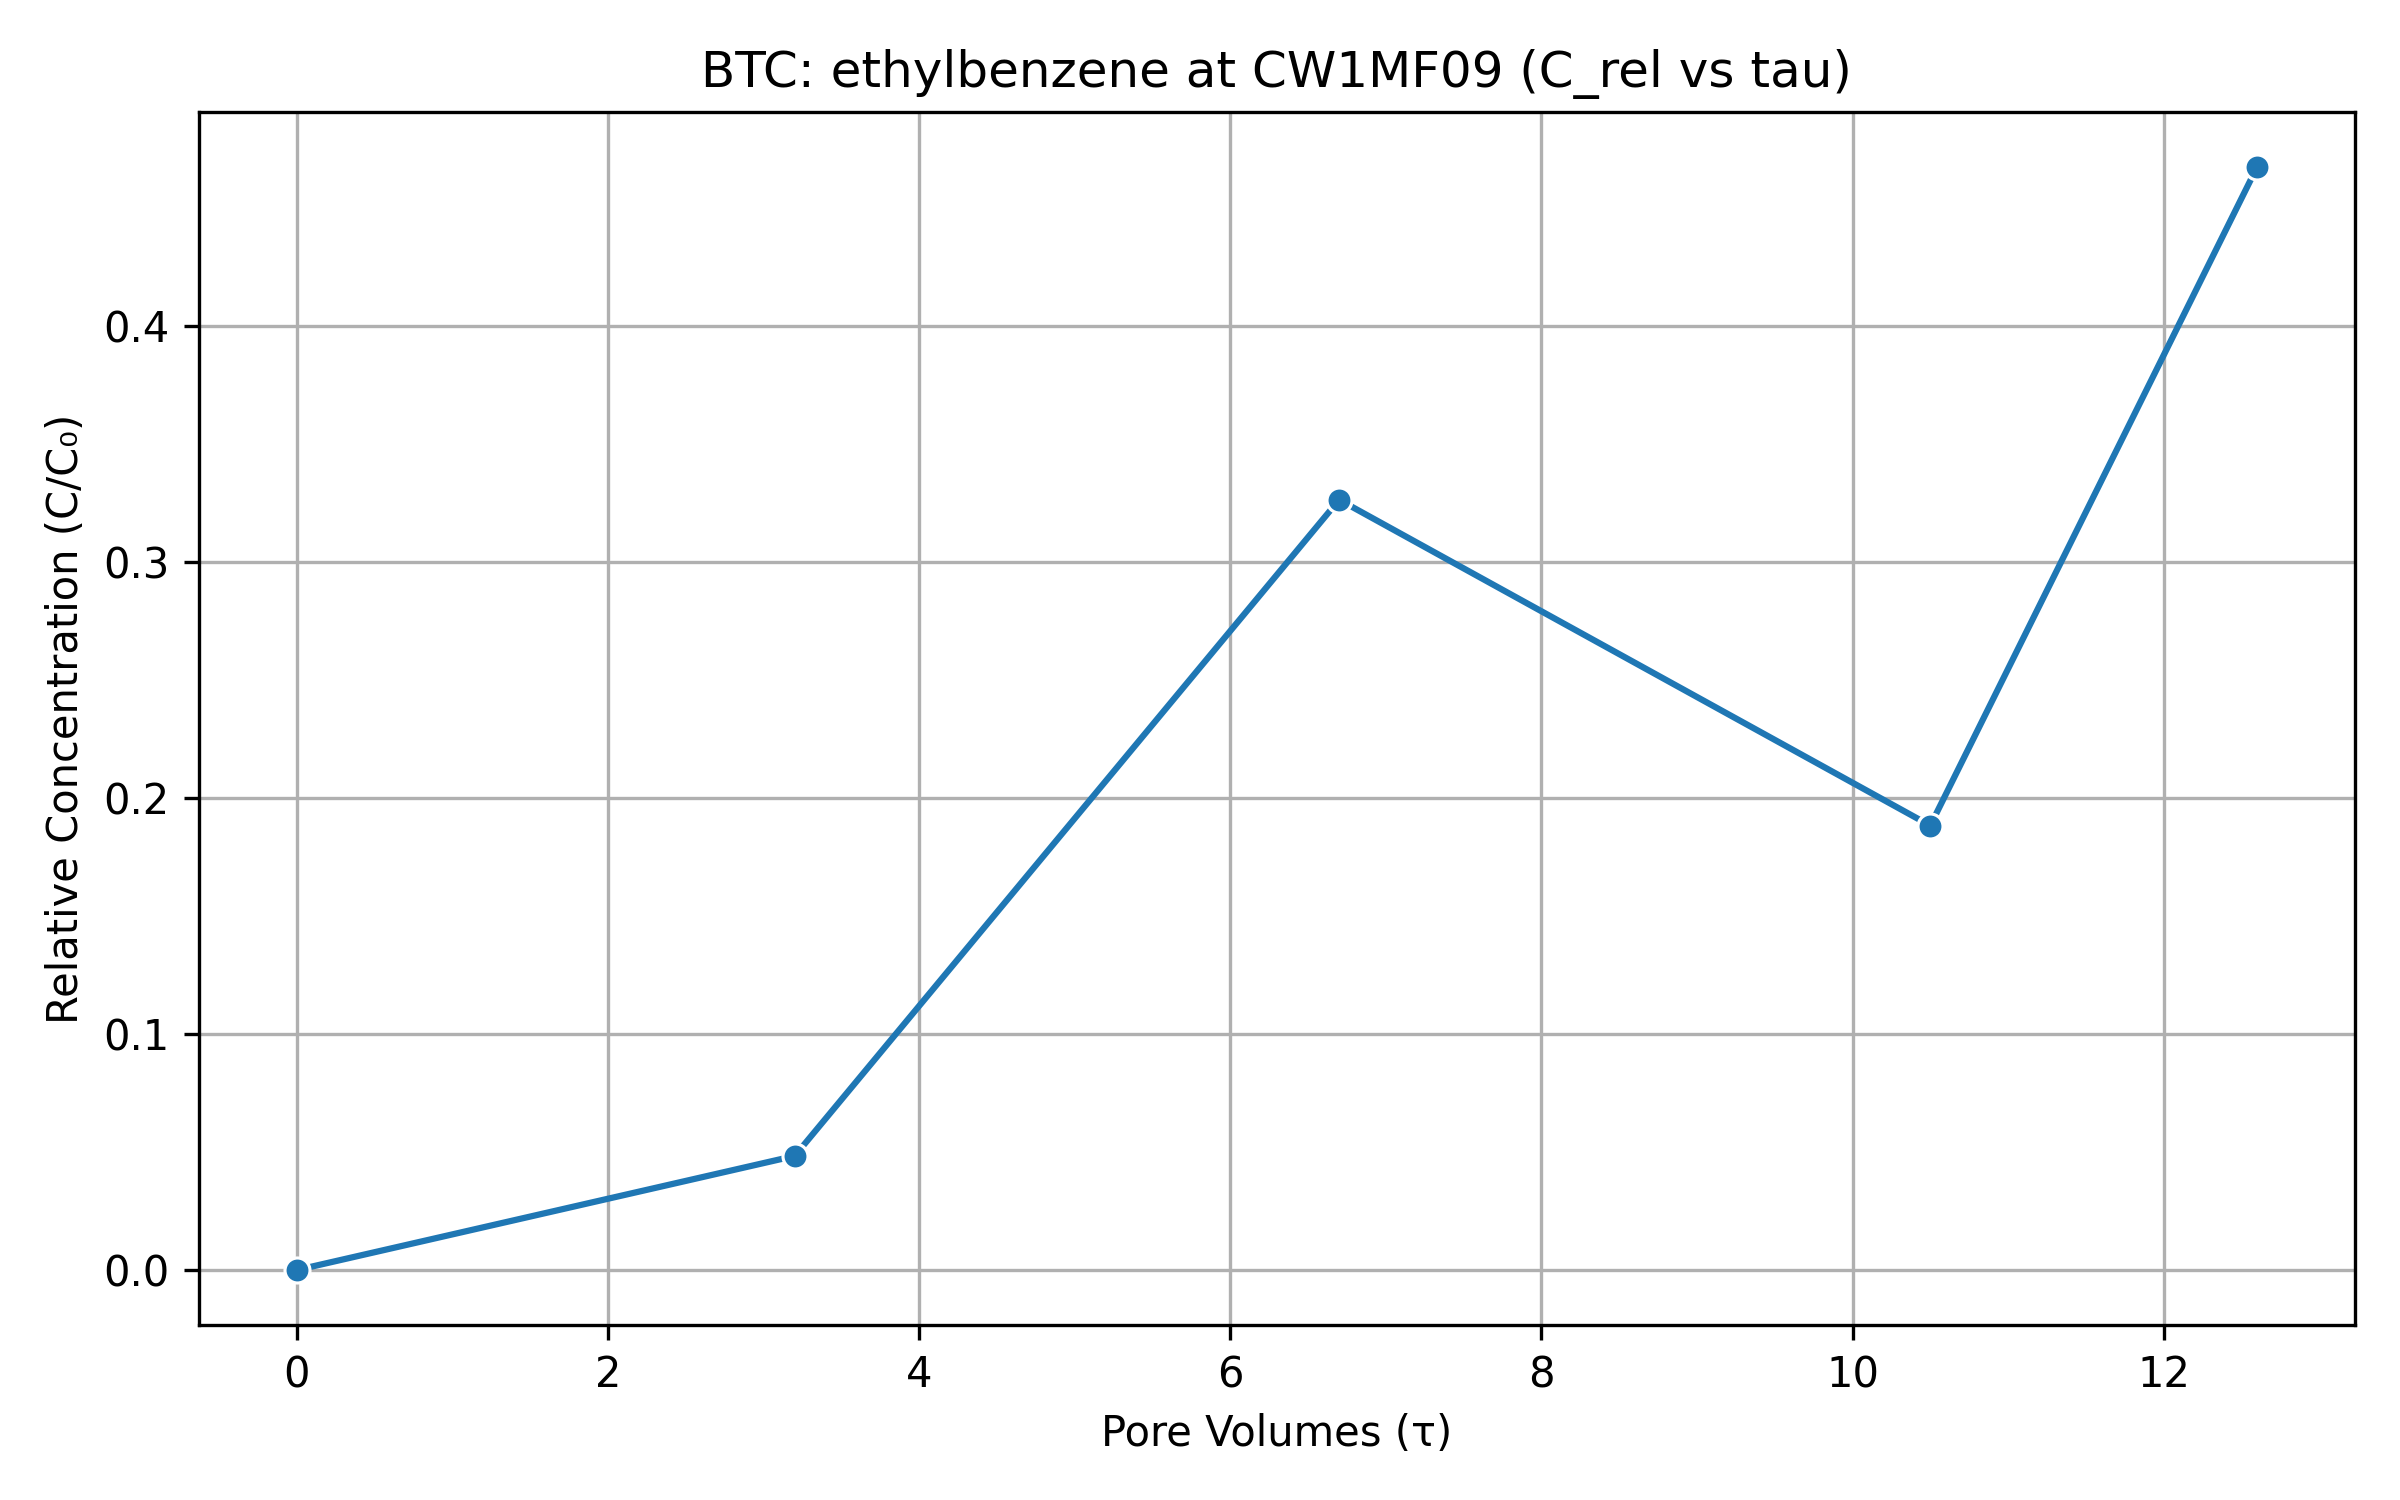 BTC: ethylbenzene at CW1MF09 (C_rel vs tau)
Relative Concentration (C/C₀)
0.4
0.3
0.2
0.1
0.0
0 2 4 6 8 10 12
Pore Volumes (τ)